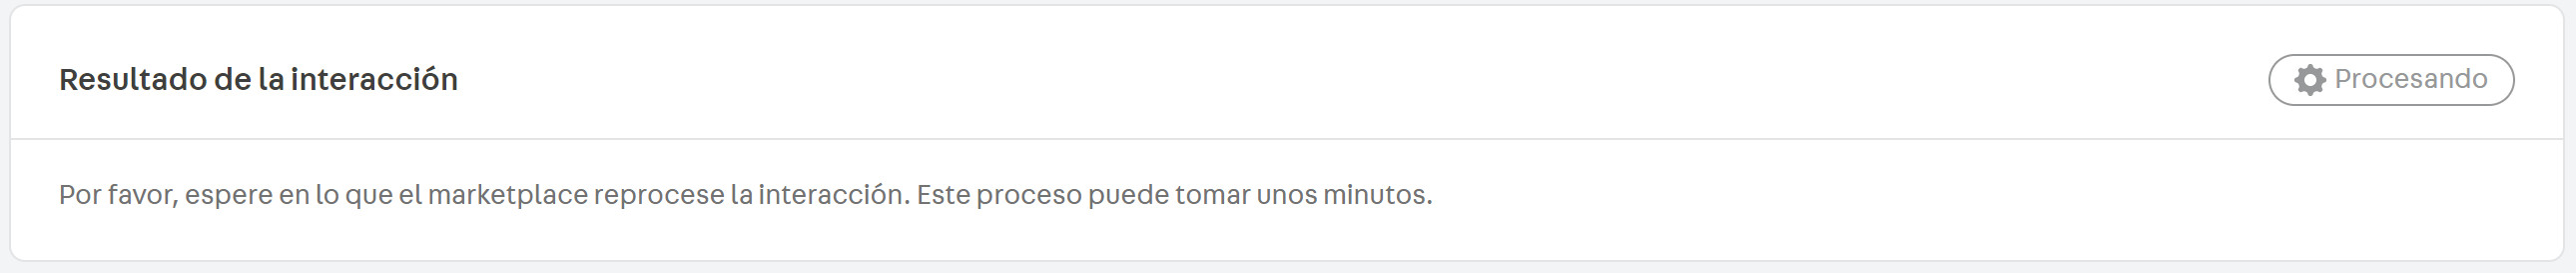 Resultado de la interacción
Procesando
Por favor, espere en lo que el marketplace reprocese la interacción. Este proceso puede tomar unos minutos.